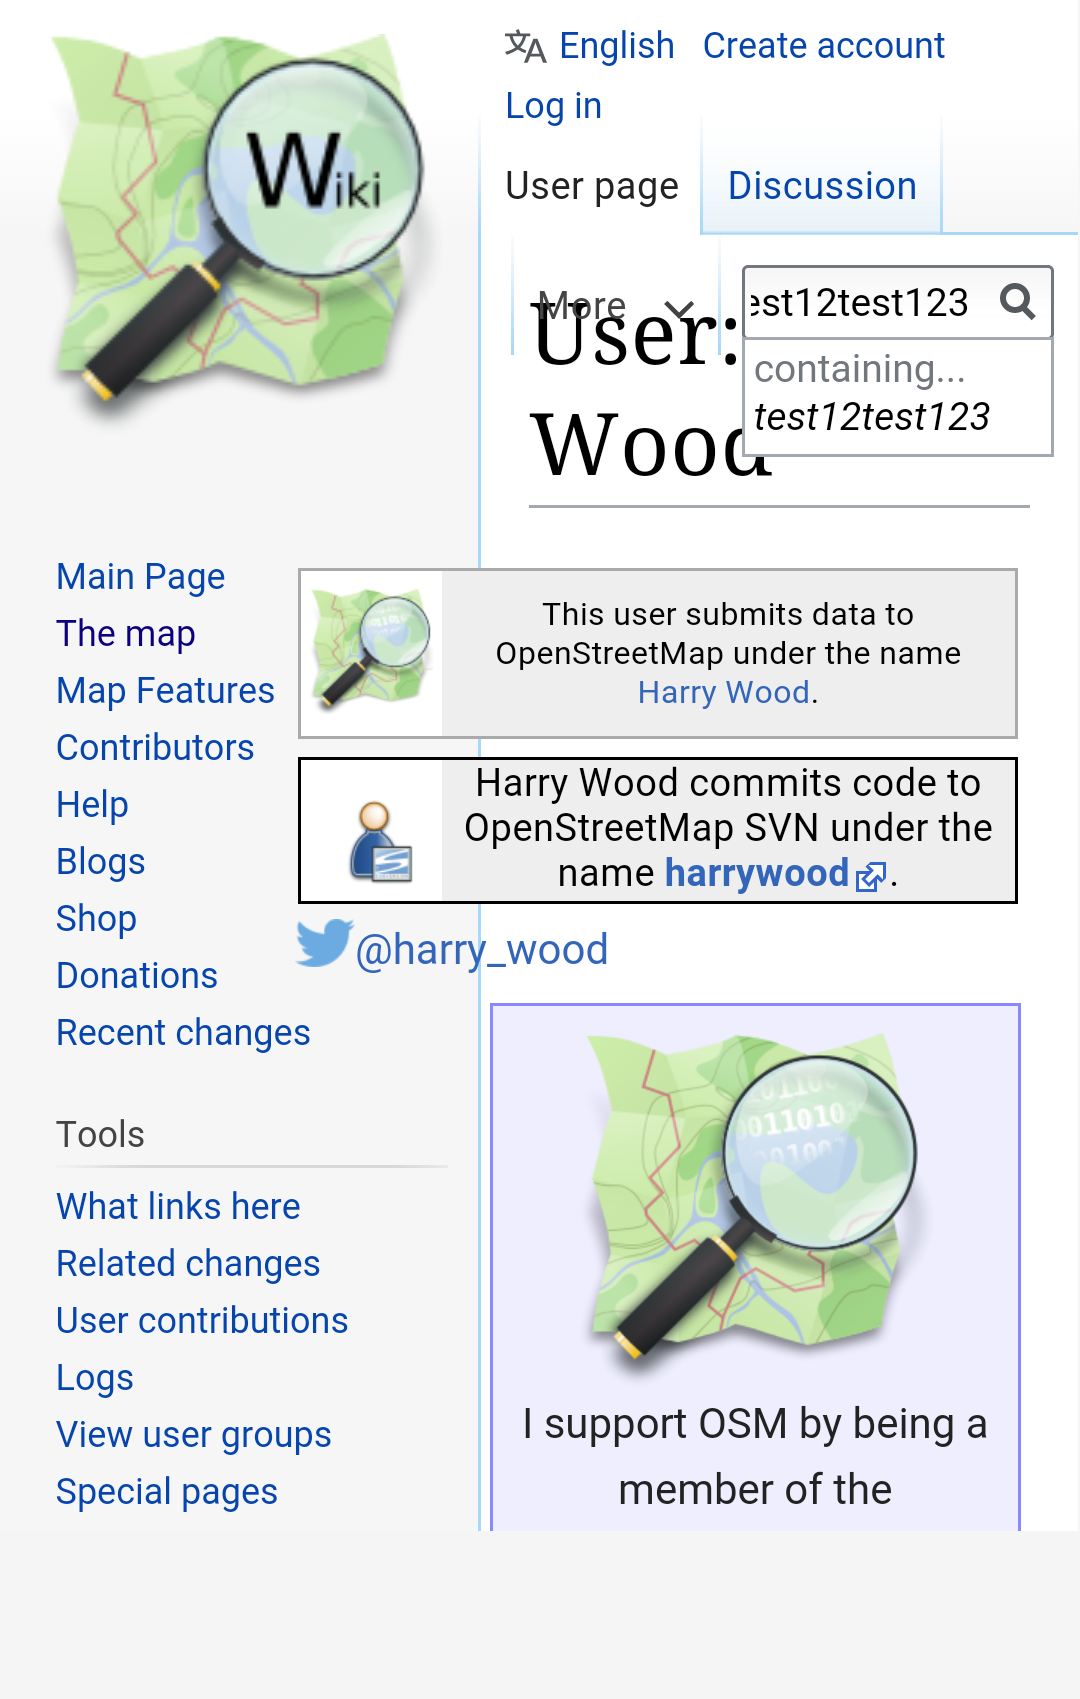 Wiki
English Create account
Log in
User page Discussion
More
est12test123
containing...
test12test123
User:
Wood
Main Page
The map
Map Features
Contributors
Help
Blogs
Shop
Donations
Recent changes
Tools
What links here
Related changes
User contributions
Logs
View user groups
Special pages
This user submits data to
OpenStreetMap under the name
Harry Wood.
Harry Wood commits code to
OpenStreetMap SVN under the
name harrywood.
@harry_wood
I support OSM by being a
member of the